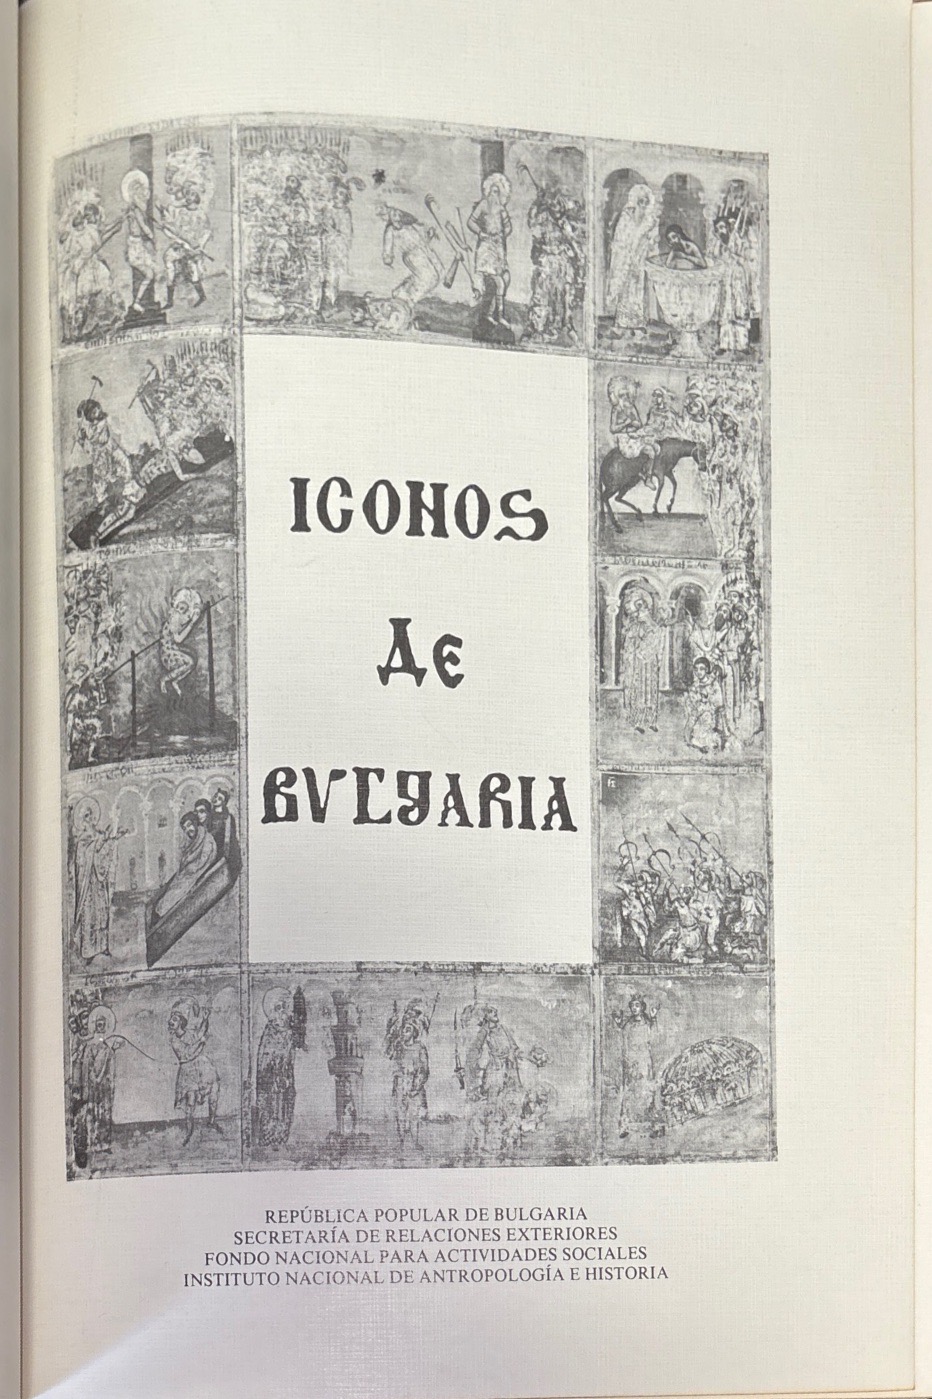 ICONOS
DE
BULGARIA
REPÚBLICA POPULAR DE BULGARIA
SECRETARÍA DE RELACIONES EXTERIORES
FONDO NACIONAL PARA ACTIVIDADES SOCIALES
INSTITUTO NACIONAL DE ANTROPOLOGÍA E HISTORIA